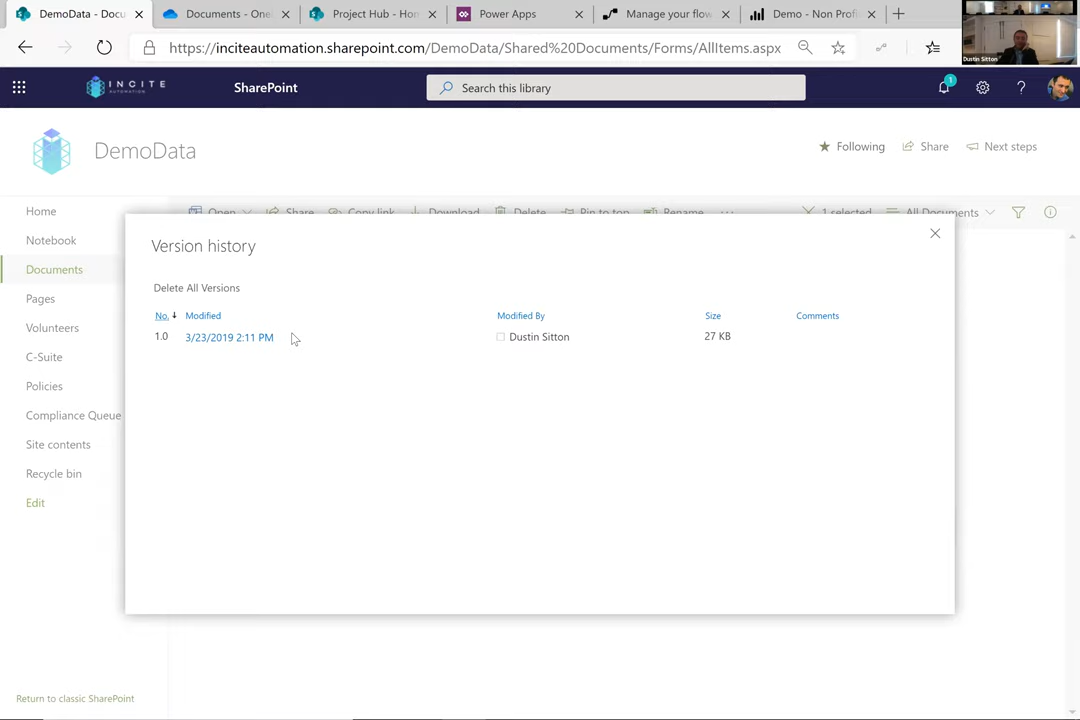 DemoData - Docu
Documents - One
Project Hub - Hom
Power Apps
Manage your flow
Demo - Non Profi
https://inciteautomation.sharepoint.com/DemoData/Shared%20Documents/Forms/AllItems.aspx
Dustin Sitton
INCITE
AUTOMATION
SharePoint
Search this library
1
?
DemoData
Following
Share
Next steps
Home
Notebook
Documents
Pages
Viewers
C-Suite
Policies
Compliance Queue
Site contents
Recycle bin
Edit
Return to classic SharePoint
Open
Share
Copy link
Download
Delete
Pin to top
Rename
...
1 selected
All Documents
Version history
Delete All Versions
No. Modified Modified By Size Comments
1.0 3/23/2019 2:11 PM Dustin Sitton 27 KB